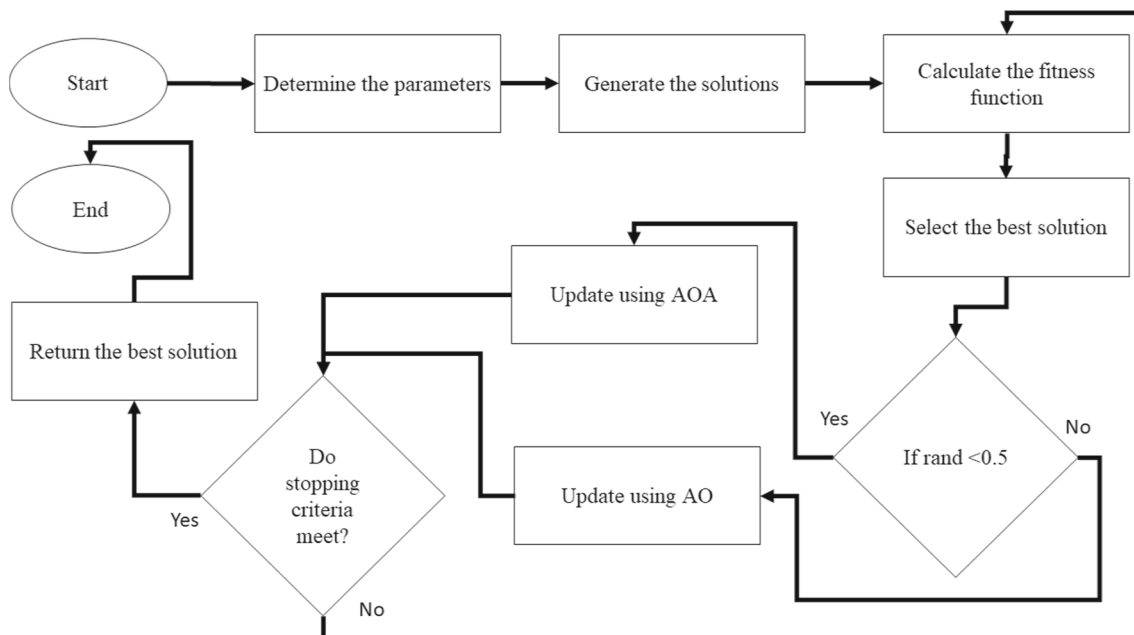 Start
Determine the parameters
Generate the solutions
Calculate the fitness
function
End
Select the best solution
Update using AOA
Return the best solution
Yes
No
If rand <0.5
Do
stopping
criteria
meet?
Update using AO
Yes
No